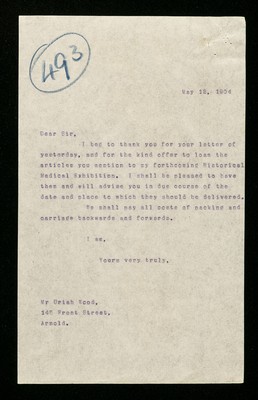 493
May 15, 1904
Dear Sir,
I beg to thank you for your letter of
yesterday, and for the kind offer to loan the
articles you mention to my forthcoming Historical
Medical Exhibition. I shall be pleased to have
them and will advise you in due course of the
date and place to which they should be delivered.
We shall pay all costs of packing and
carriage backwards and forwards.
I am,
Yours very truly,
Mr Uriah Wood,
Street,
Arnold.